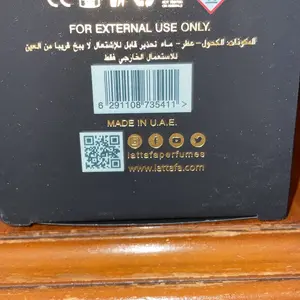 FOR EXTERNAL USE ONLY.
المكونات: الكحول - عطر - ماء تحذير قابل للإشتعال لا يبخ قريبا من العين
للاستعمال الخارجي فقط
6 291108 735411 >
MADE IN U.A.E.
lattafaperfumes
www.lattafa.com